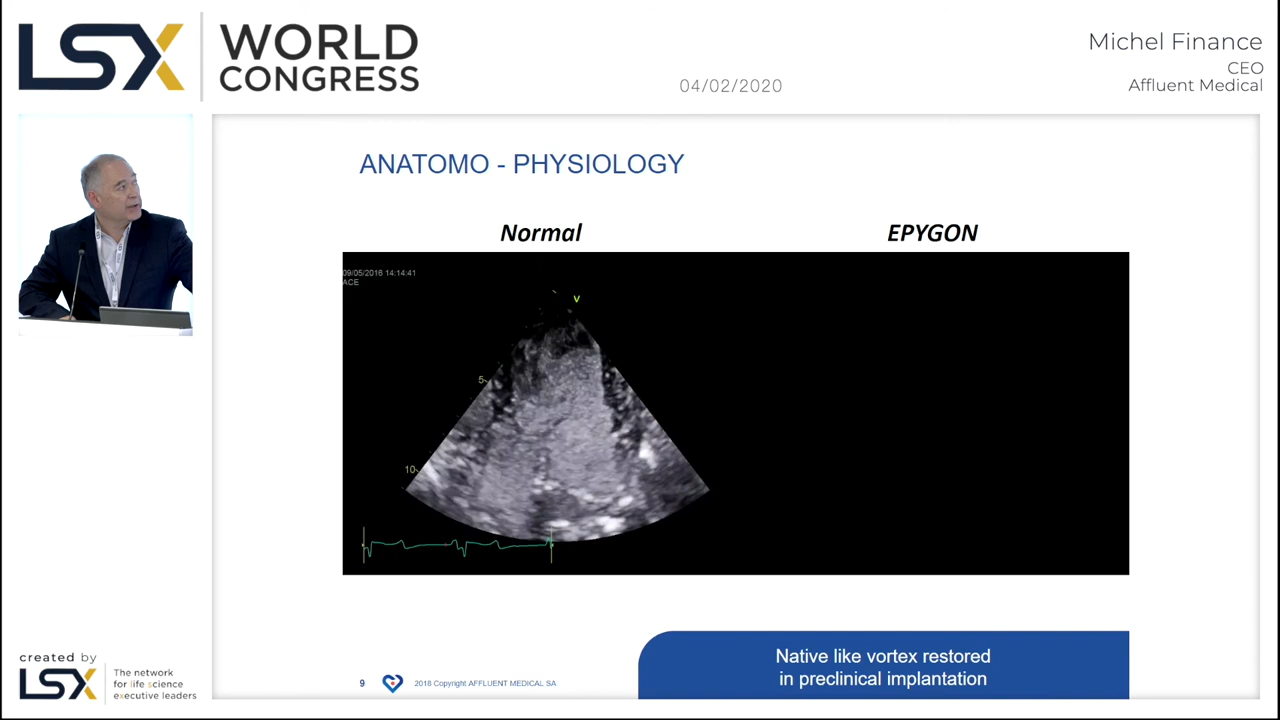 LSX
WORLD
CONGRESS
04/02/2020
Michel Finance
CEO
Affluent Medical
ANATOMO - PHYSIOLOGY
Normal
EPYGON
09/05/2016 14:14:41
ACE
V
5
10
Native like vortex restored
in preclinical implantation
9
2018 Copyright AFFLUENT MEDICAL SA
created by
LSX
The network
for life science
executive leaders